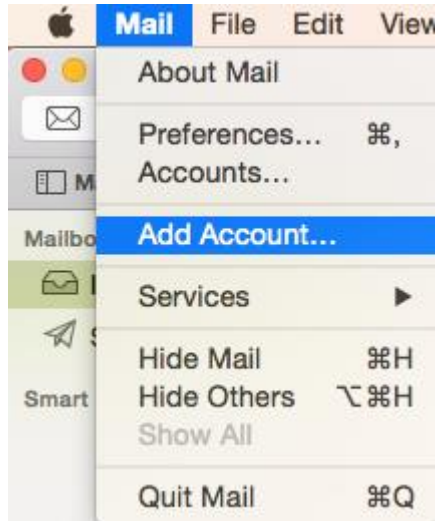 Mail File Edit View
About Mail
Preferences... ⌘,
Accounts...
Mailbo
Add Account...
Services ▶
Hide Mail ⌘H
Smart Hide Others ⌥⌘H
Show All
Quit Mail ⌘Q